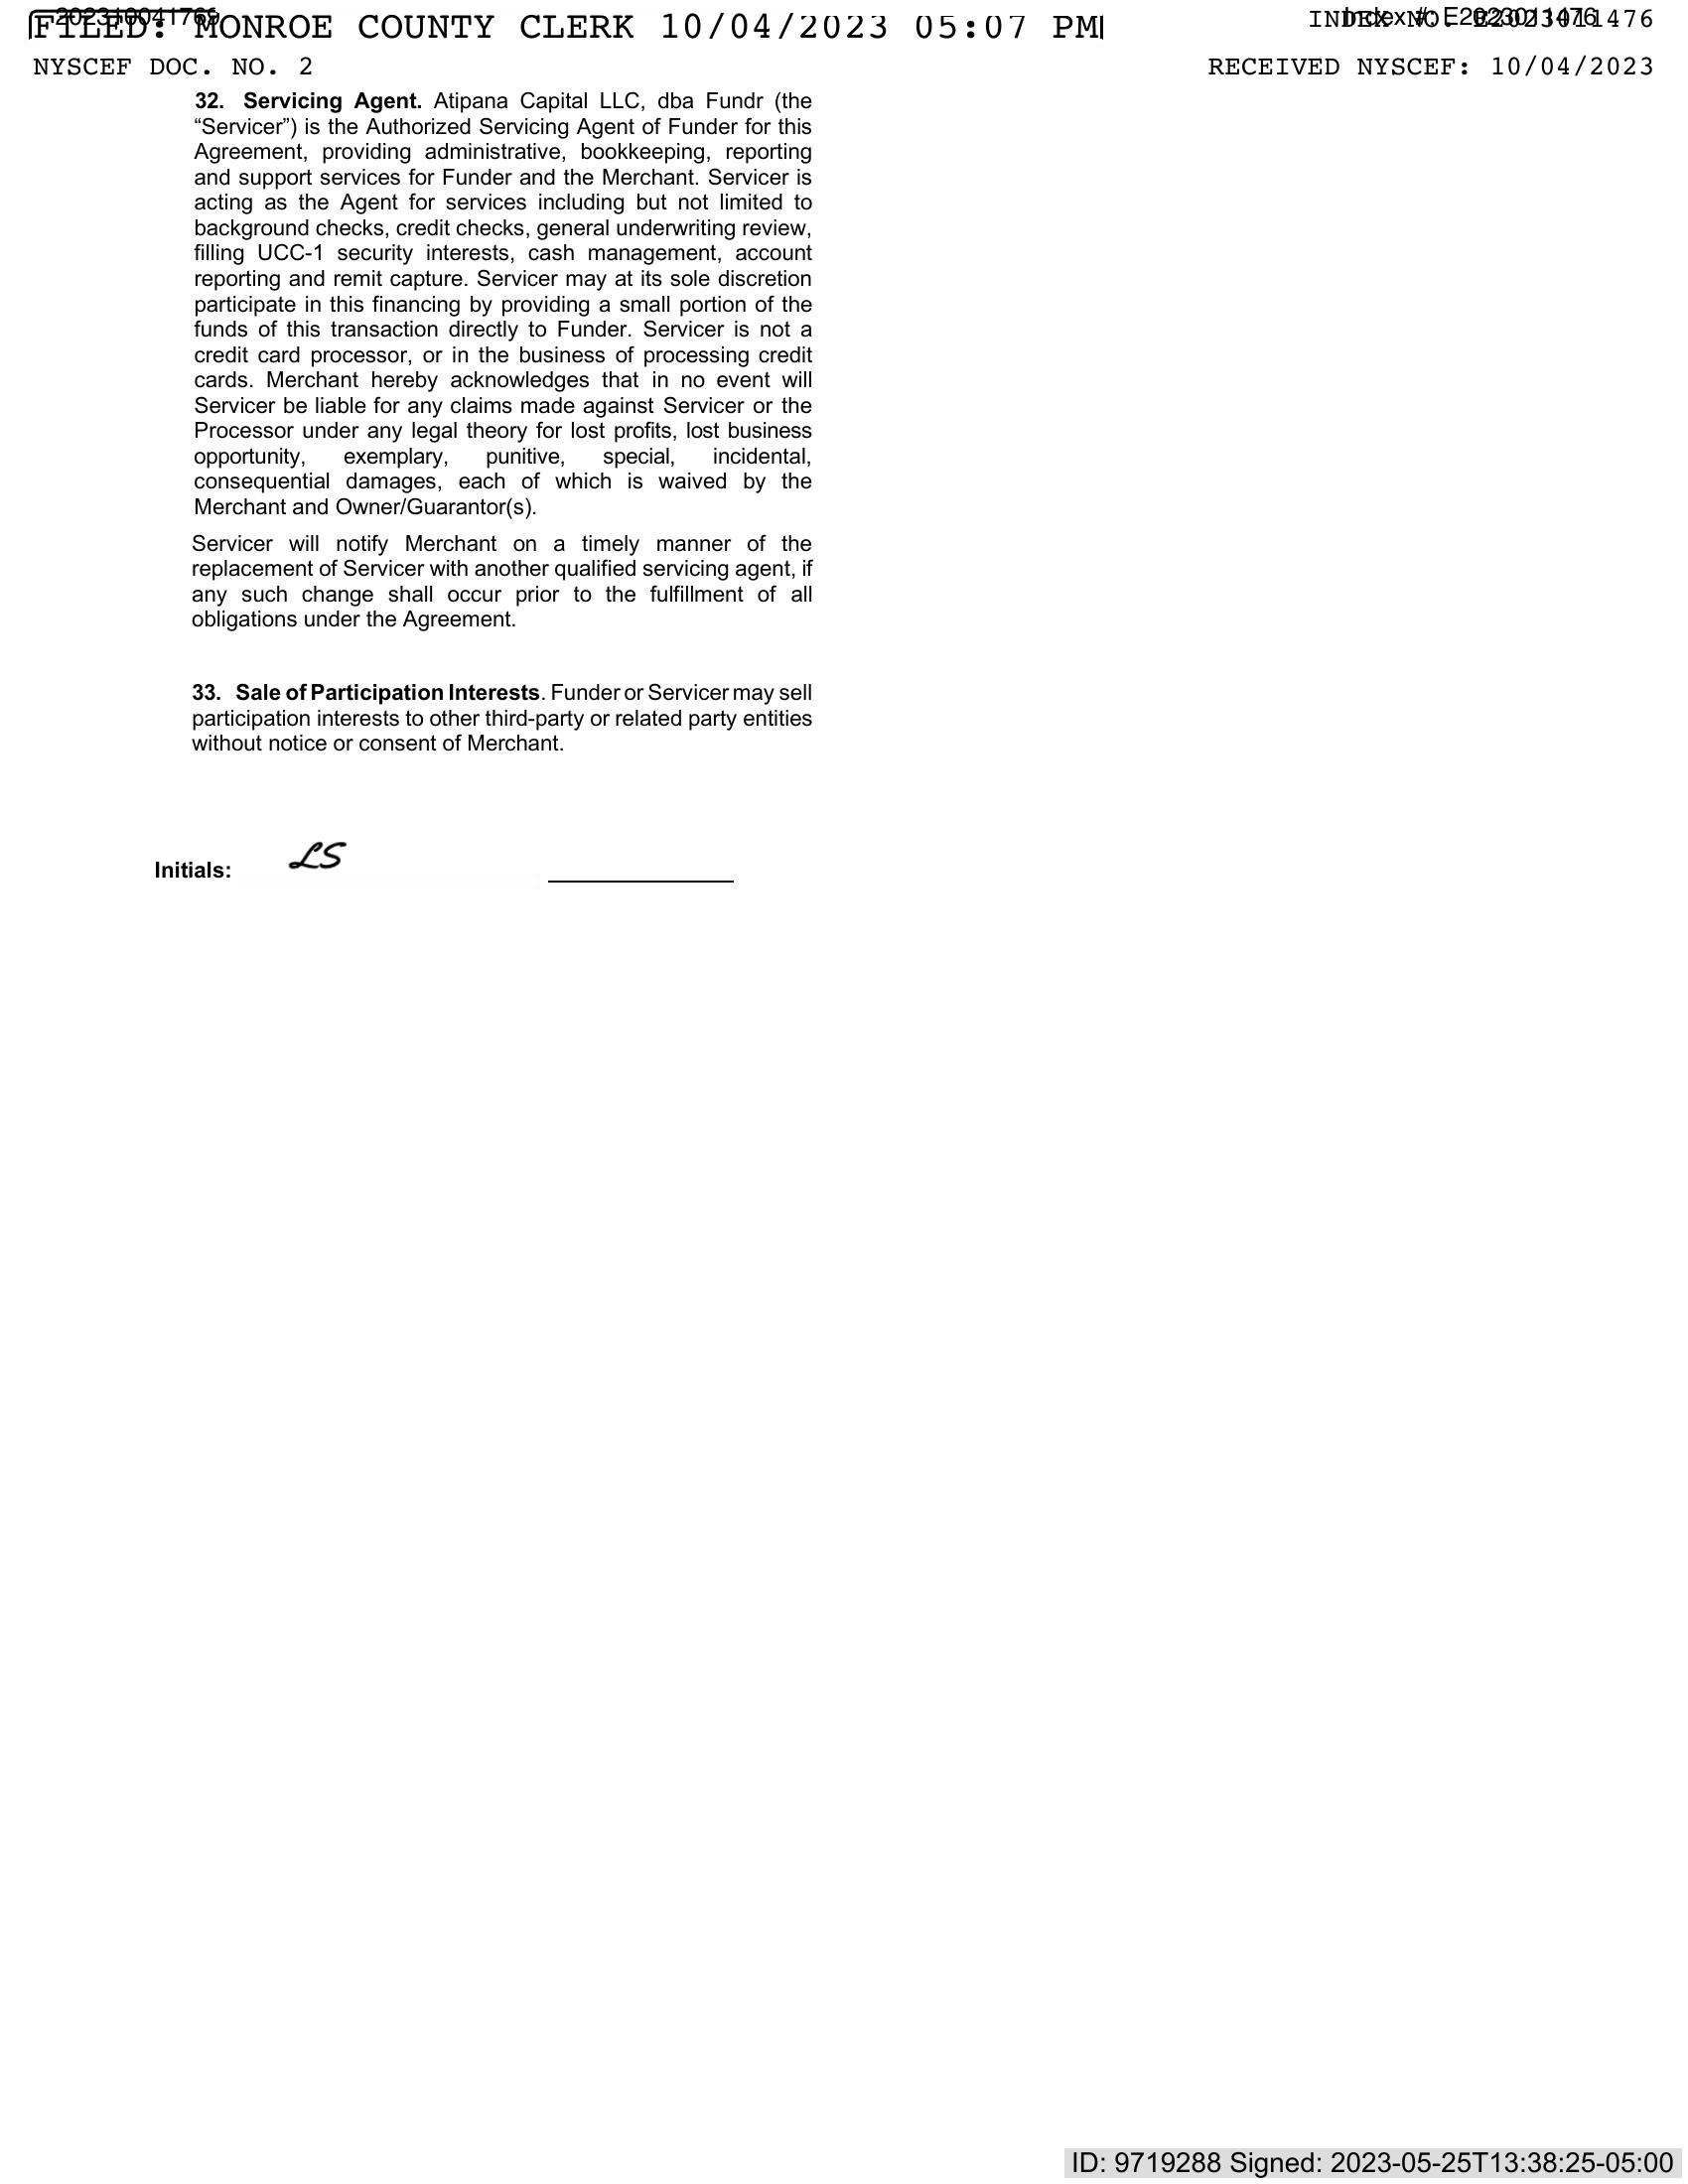 202310041769
FILED: MONROE COUNTY CLERK 10/04/2023 05:07 PM
INDEX NO. E2023011476
Index #: E2023011476
NYSCEF DOC. NO. 2
RECEIVED NYSCEF: 10/04/2023
32. Servicing Agent. Atipana Capital LLC, dba Fundr (the
“Servicer”) is the Authorized Servicing Agent of Funder for this
Agreement, providing administrative, bookkeeping, reporting
and support services for Funder and the Merchant. Servicer is
acting as the Agent for services including but not limited to
background checks, credit checks, general underwriting review,
filling UCC-1 security interests, cash management, account
reporting and remit capture. Servicer may at its sole discretion
participate in this financing by providing a small portion of the
funds of this transaction directly to Funder. Servicer is not a
credit card processor, or in the business of processing credit
cards. Merchant hereby acknowledges that in no event will
Servicer be liable for any claims made against Servicer or the
Processor under any legal theory for lost profits, lost business
opportunity, exemplary, punitive, special, incidental,
consequential damages, each of which is waived by the
Merchant and Owner/Guarantor(s).
Servicer will notify Merchant on a timely manner of the
replacement of Servicer with another qualified servicing agent, if
any such change shall occur prior to the fulfillment of all
obligations under the Agreement.
33. Sale of Participation Interests. Funder or Servicer may sell
participation interests to other third-party or related party entities
without notice or consent of Merchant.
Initials: LS
ID: 9719288 Signed: 2023-05-25T13:38:25-05:00